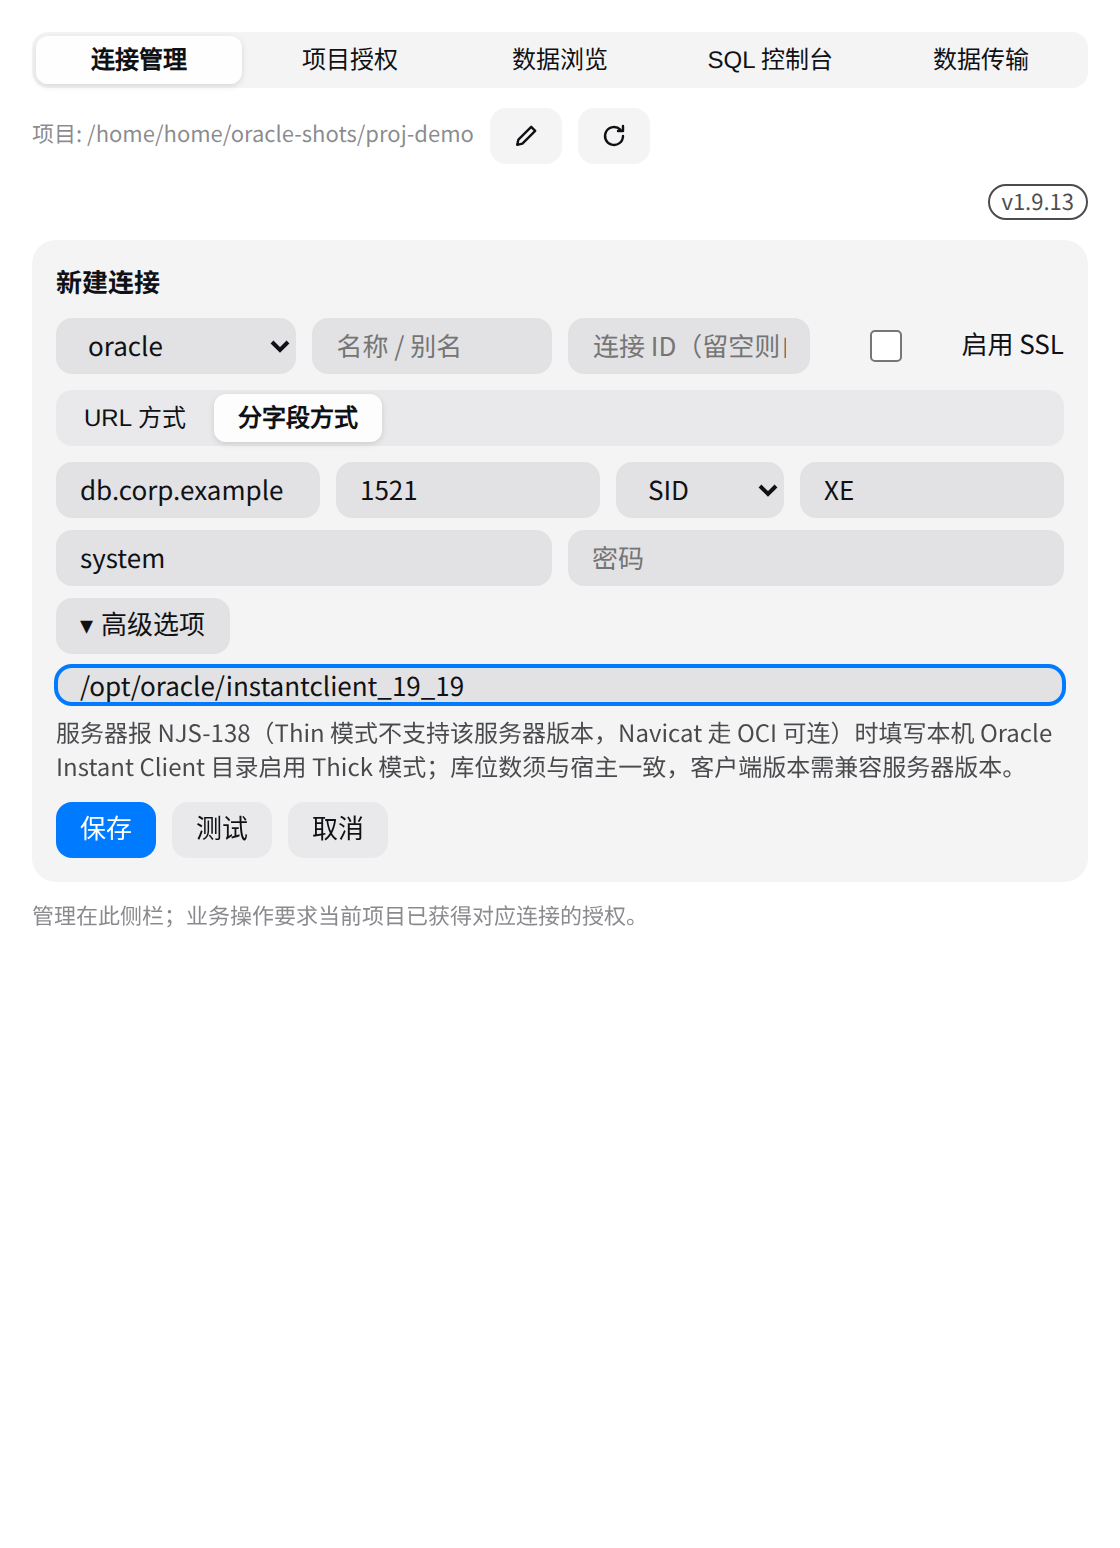 连接管理 项目授权 数据浏览 SQL 控制台 数据传输
项目: /home/home/oracle-shots/proj-demo
v1.9.13
新建连接
oracle 名称 / 别名 连接 ID（留空则 启用 SSL
URL 方式 分字段方式
db.corp.example 1521 SID XE
system 密码
▾ 高级选项
/opt/oracle/instantclient_19_19
服务器报 NJS-138（Thin 模式不支持该服务器版本，Navicat 走 OCI 可连）时填写本机 Oracle
Instant Client 目录启用 Thick 模式；库位数须与宿主一致，客户端版本需兼容服务器版本。
保存 测试 取消
管理在此侧栏；业务操作要求当前项目已获得对应连接的授权。